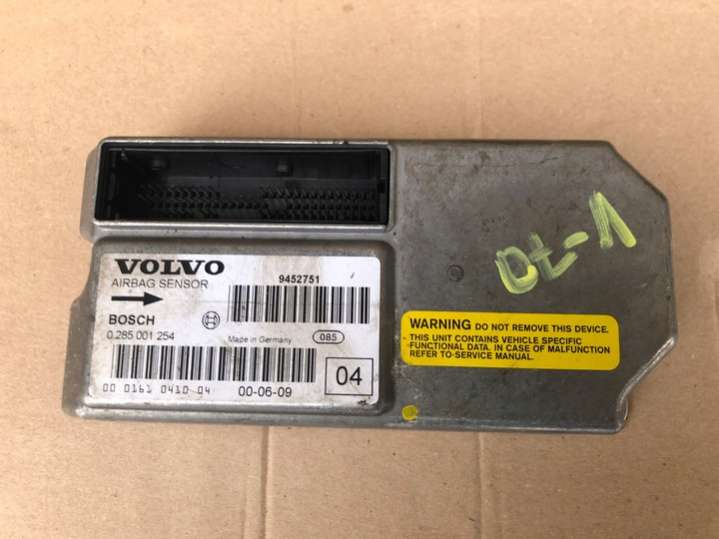 VOLVO
AIRBAG SENSOR
9452751
BOSCH
0 285 001 254
Made in Germany
085
00 0161 0410 04
00-06-09
04
WARNING DO NOT REMOVE THIS DEVICE.
THIS UNIT CONTAINS VEHICLE SPECIFIC
FUNCTIONAL DATA. IN CASE OF MALFUNCTION
REFER TO SERVICE MANUAL.